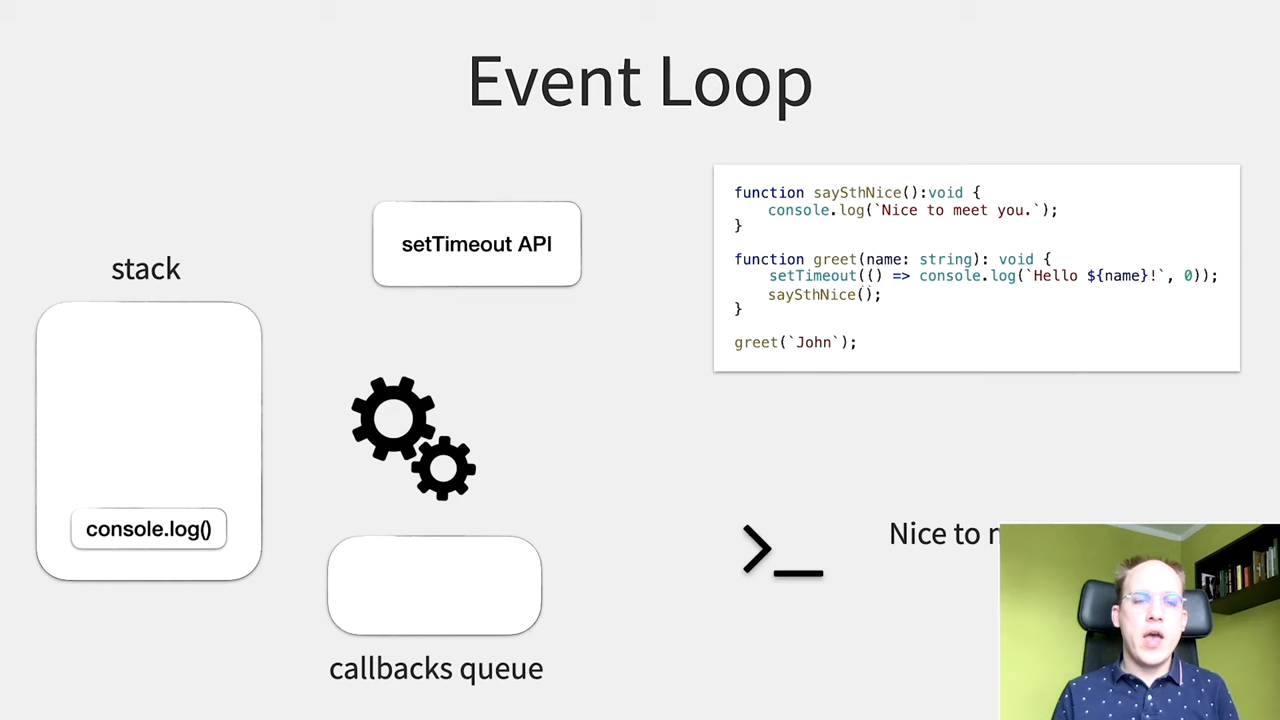 Event Loop
setTimeout API
stack
console.log()
callbacks queue
function saySthNice():void {
console.log(`Nice to meet you.`);
}
function greet(name: string): void {
setTimeout(() => console.log(`Hello ${name}!`, 0));
saySthNice();
}
greet(`John`);
>_
Nice to